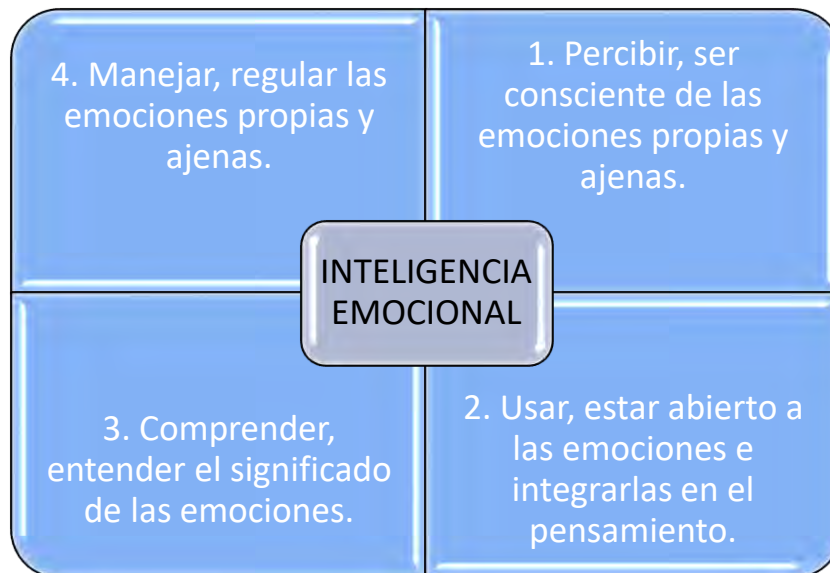 4. Manejar, regular las
emociones propias y
ajenas.
1. Percibir, ser
consciente de las
emociones propias y
ajenas.
INTELIGENCIA
EMOCIONAL
3. Comprender,
entender el significado
de las emociones.
2. Usar, estar abierto a
las emociones e
integrarlas en el
pensamiento.